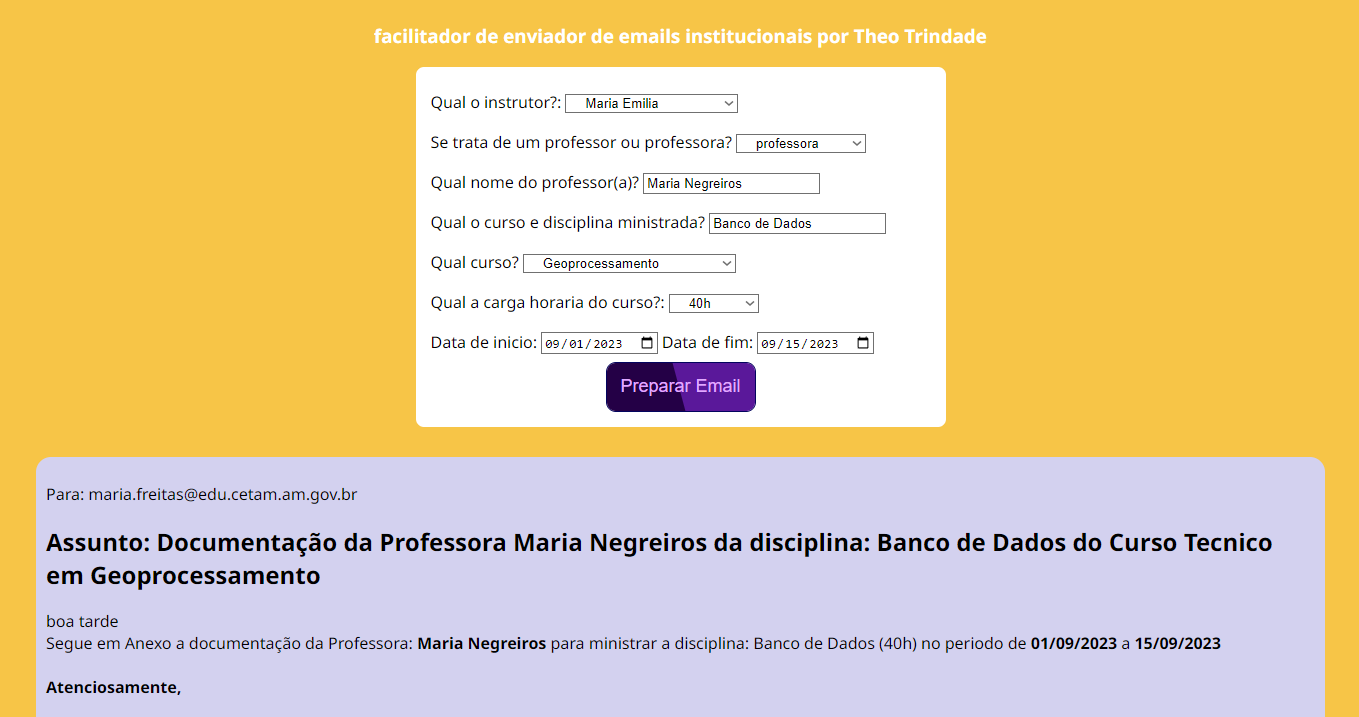 facilitador de enviador de emails institucionais por Theo Trindade
Qual o instrutor?: Maria Emilia
Se trata de um professor ou professora? professora
Qual nome do professor(a)? Maria Negreiros
Qual o curso e disciplina ministrada? Banco de Dados
Qual curso? Geoprocessamento
Qual a carga horaria do curso?: 40h
Data de inicio: 09/01/2023 Data de fim: 09/15/2023
Preparar Email
Para: maria.freitas@edu.cetam.am.gov.br
Assunto: Documentação da Professora Maria Negreiros da disciplina: Banco de Dados do Curso Tecnico
em Geoprocessamento
boa tarde
Segue em Anexo a documentação da Professora: Maria Negreiros para ministrar a disciplina: Banco de Dados (40h) no periodo de 01/09/2023 a 15/09/2023
Atenciosamente,